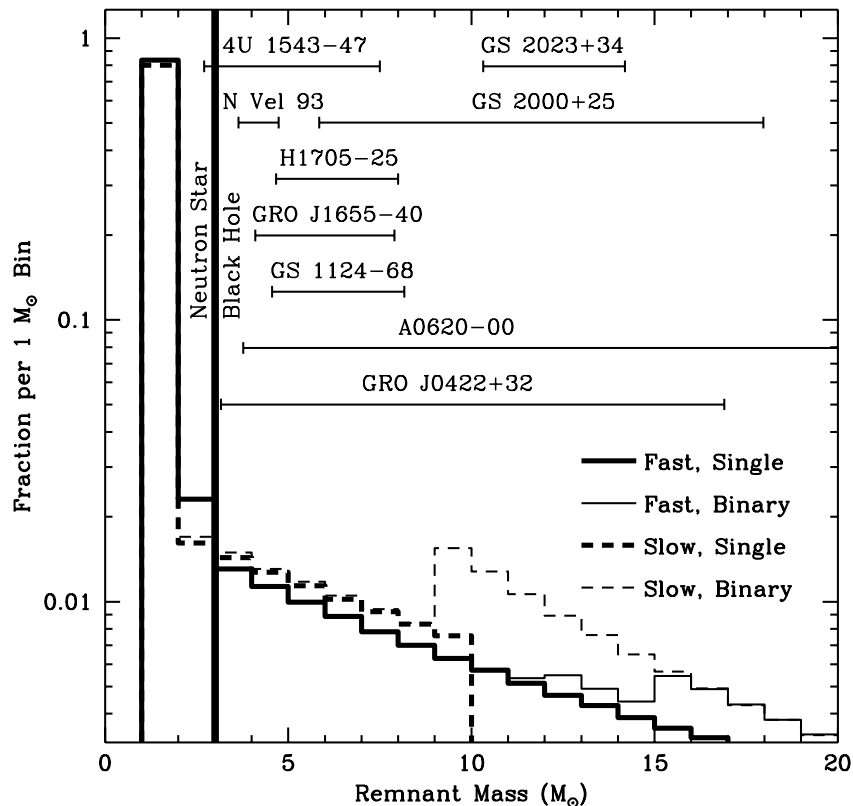 1
4U 1543−47
GS 2023+34
N Vel 93
GS 2000+25
H1705−25
Neutron Star
Black Hole
GRO J1655−40
GS 1124−68
0.1
A0620−00
GRO J0422+32
Fraction per 1 M☉ Bin
Fast, Single
Fast, Binary
Slow, Single
Slow, Binary
0.01
0 5 10 15 20
Remnant Mass (M☉)